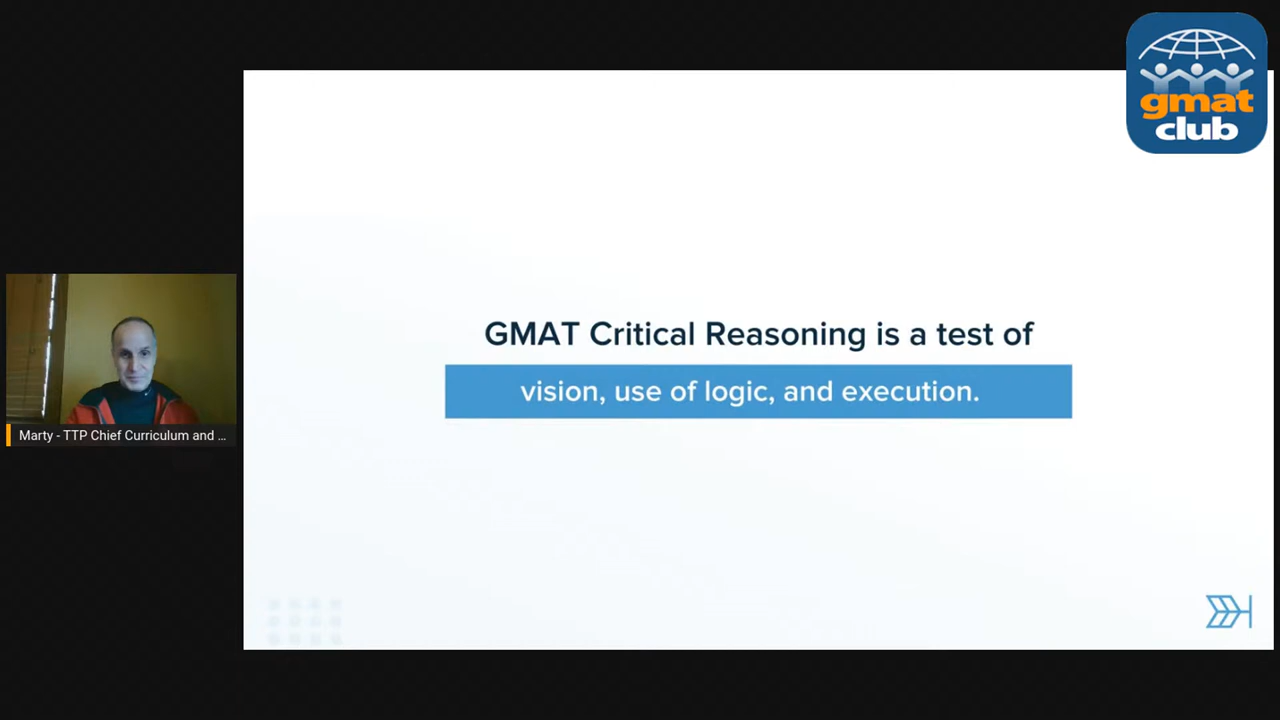 gmat
club
GMAT Critical Reasoning is a test of
vision, use of logic, and execution.
Marty - TTP Chief Curriculum and ...